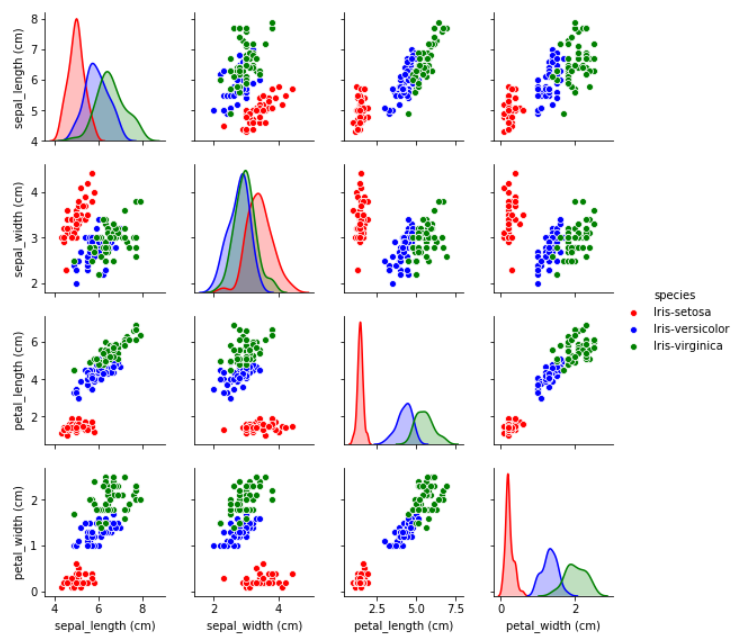 sepal_length (cm)
8
7
6
5
4
sepal_width (cm)
4
3
2
petal_length (cm)
6
4
2
petal_width (cm)
2
1
0
4 6 8
2 4
2.5 5.0 7.5
0 2
sepal_length (cm)
sepal_width (cm)
petal_length (cm)
petal_width (cm)
species
Iris-setosa
Iris-versicolor
Iris-virginica